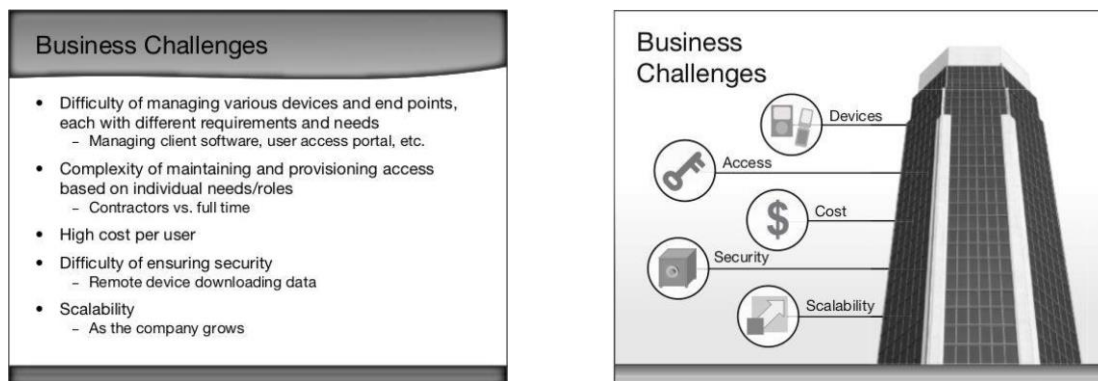 Business Challenges
• Difficulty of managing various devices and end points,
each with different requirements and needs
– Managing client software, user access portal, etc.
• Complexity of maintaining and provisioning access
based on individual needs/roles
– Contractors vs. full time
• High cost per user
• Difficulty of ensuring security
– Remote device downloading data
• Scalability
– As the company grows
Business
Challenges
Devices
Access
$
Cost
Security
Scalability